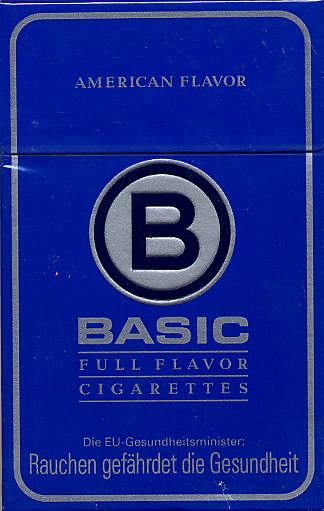 AMERICAN FLAVOR
B
BASIC
FULL FLAVOR
CIGARETTES
Die EU-Gesundheitsminister:
Rauchen gefährdet die Gesundheit